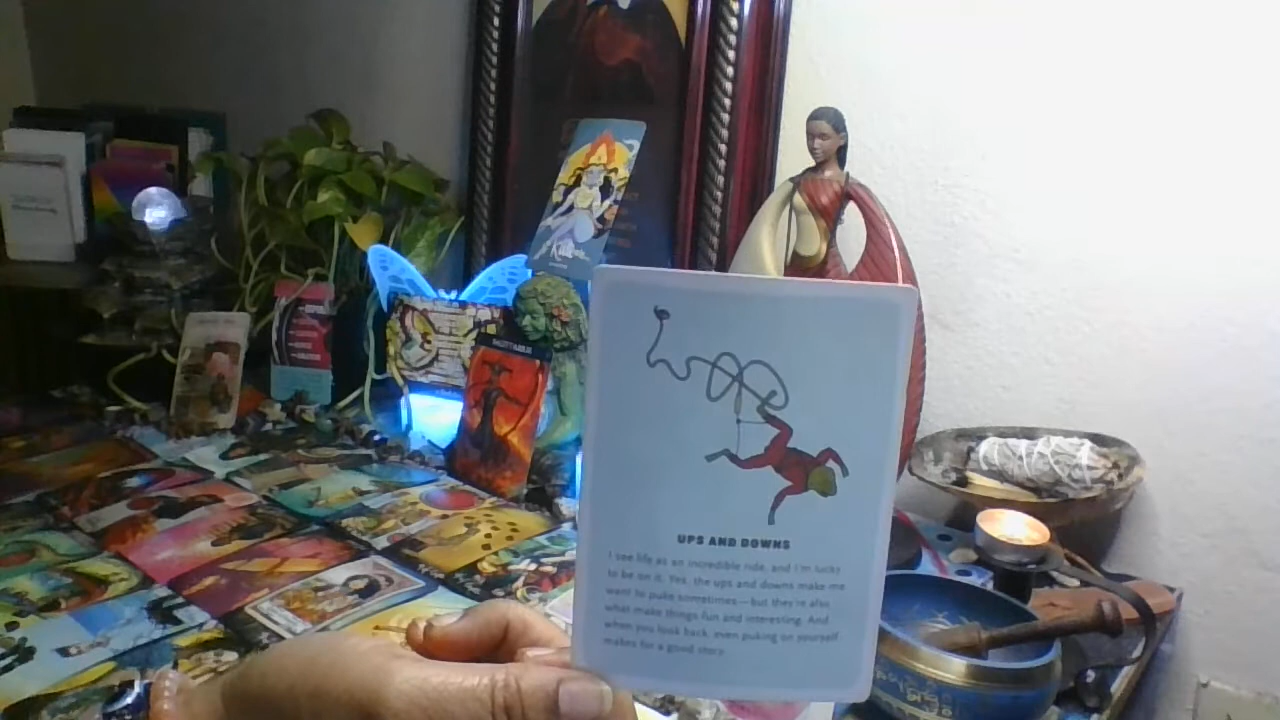 Kali
SAGITTARIUS
UPS AND DOWNS
I see life as an incredible ride, and I'm lucky
to be on it. Yes, the ups and downs make me
want to puke sometimes—but they're also
what make things fun and interesting. And
when you look back, even puking on yourself
makes for a good story.